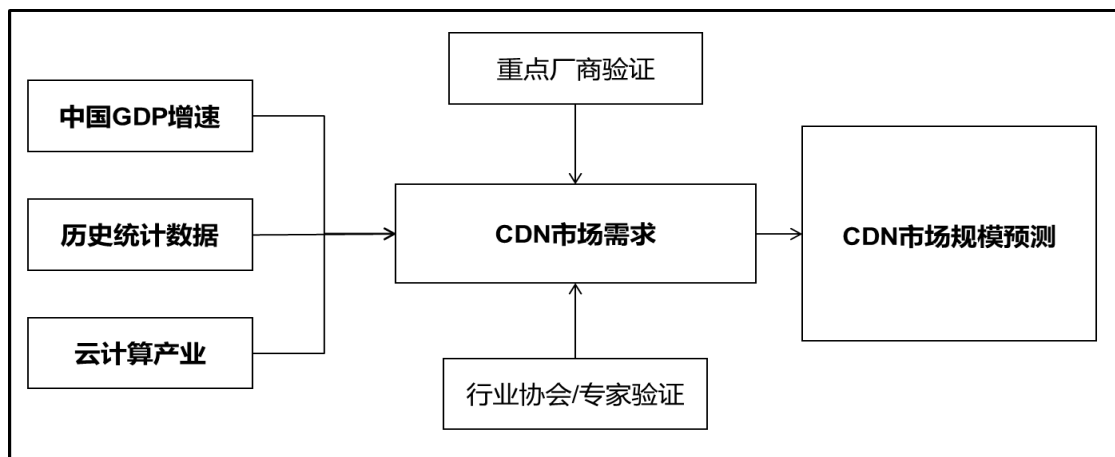 重点厂商验证
中国GDP增速
历史统计数据
CDN市场需求
CDN市场规模预测
云计算产业
行业协会/专家验证